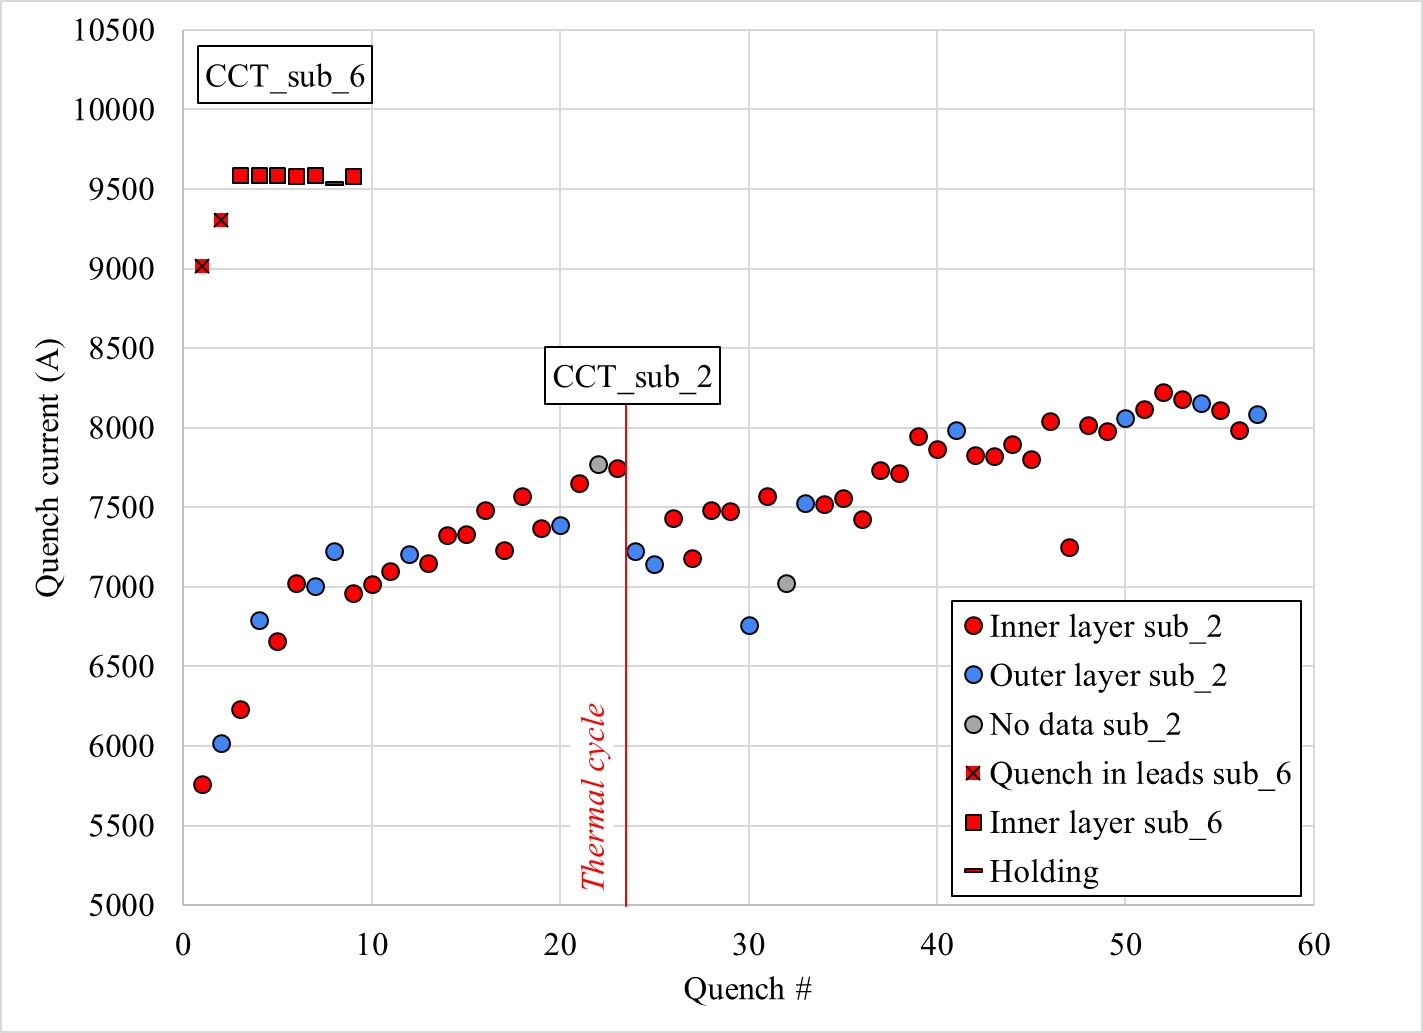 10500
10000
9500
9000
8500
8000
7500
7000
6500
6000
5500
5000
Quench current (A)
CCT_sub_6
CCT_sub_2
Thermal cycle
Inner layer sub_2
Outer layer sub_2
No data sub_2
Quench in leads sub_6
Inner layer sub_6
Holding
0 10 20 30 40 50 60
Quench #